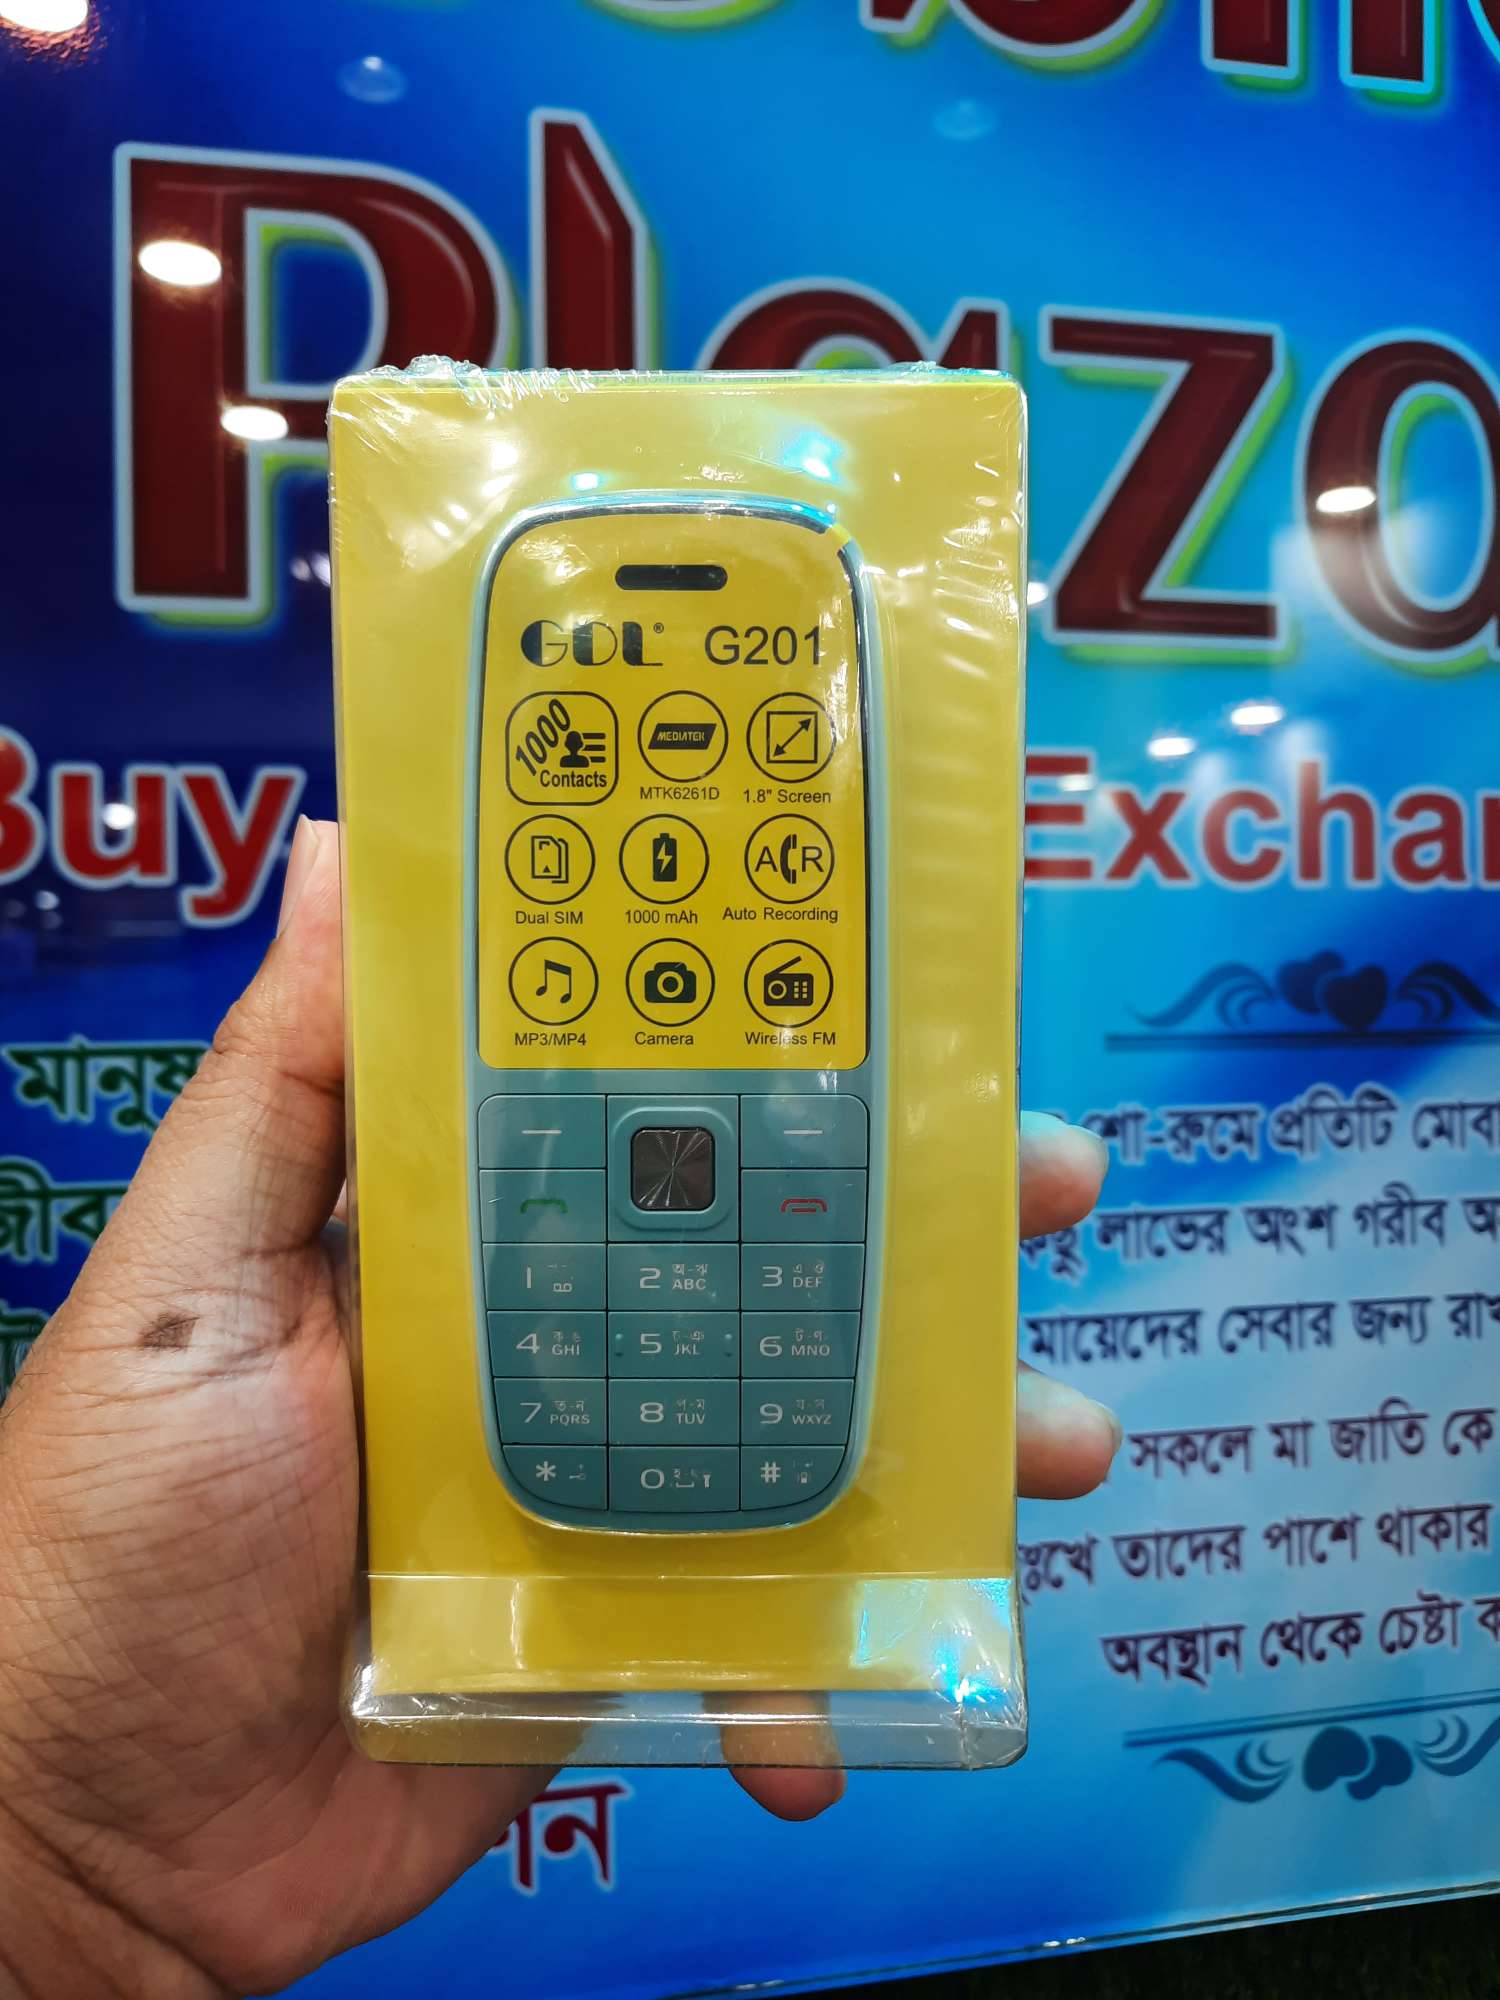 Plaza
Buy
Exchan
GDL® G201
1000
Contacts
MEDIATEK
MTK6261D
1.8" Screen
Dual SIM
1000 mAh
A R
Auto Recording
MP3/MP4
Camera
Wireless FM
1
2 অ-ঝ ABC
3 এ-ঔ DEF
4 ক-ঙ GHI
5 চ-ঞ JKL
6 ট-ণ MNO
7 ত-ন PQRS
8 প-ম TUV
9 য-স WXYZ
*
0
#
মানুষ
জীব
শো-রুমে প্রতিটি মোবা
কিছু লাভের অংশ গরীব অ
মায়েদের সেবার জন্য রাখ
সকলে মা জাতি কে
দুঃখে তাদের পাশে থাকার
অবস্থান থেকে চেষ্টা ক